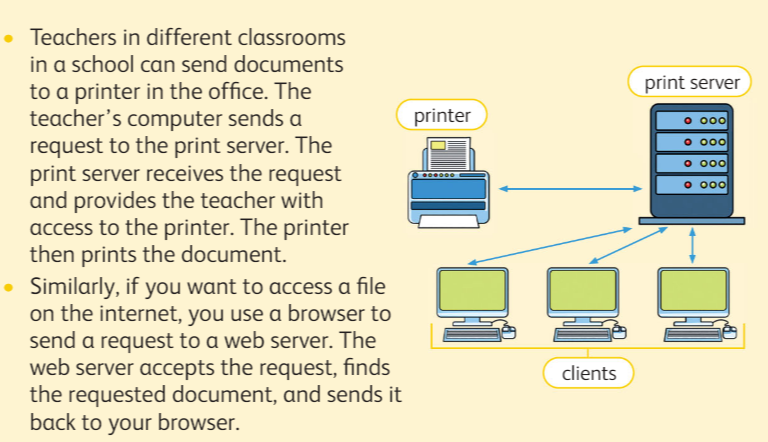 • Teachers in different classrooms
in a school can send documents
to a printer in the office. The
teacher's computer sends a
request to the print server. The
print server receives the request
and provides the teacher with
access to the printer. The printer
then prints the document.
• Similarly, if you want to access a file
on the internet, you use a browser to
send a request to a web server. The
web server accepts the request, finds
the requested document, and sends it
back to your browser.
print server
printer
clients